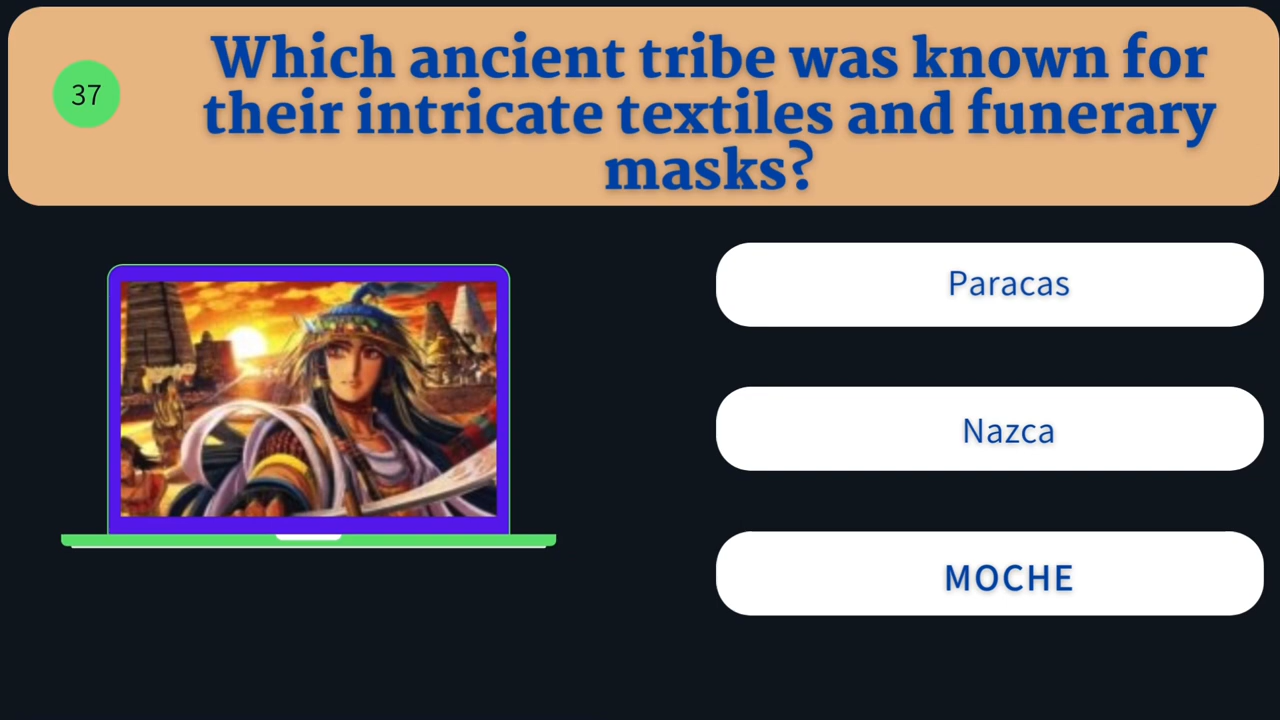 37
Which ancient tribe was known for
their intricate textiles and funerary
masks?
Paracas
Nazca
MOCHE